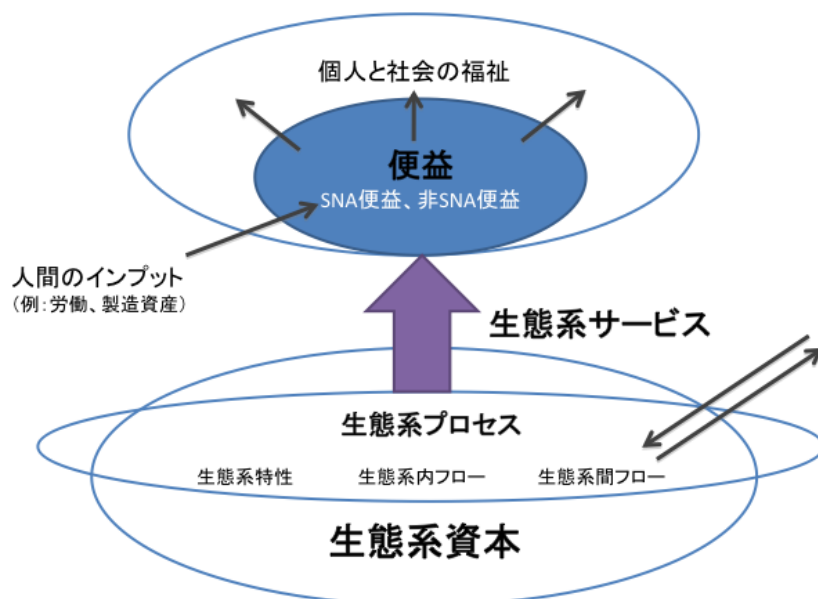 個人と社会の福祉
便益
SNA便益、非SNA便益
人間のインプット
（例：労働、製造資産）
生態系サービス
生態系プロセス
生態系特性
生態系内フロー
生態系間フロー
生態系資本